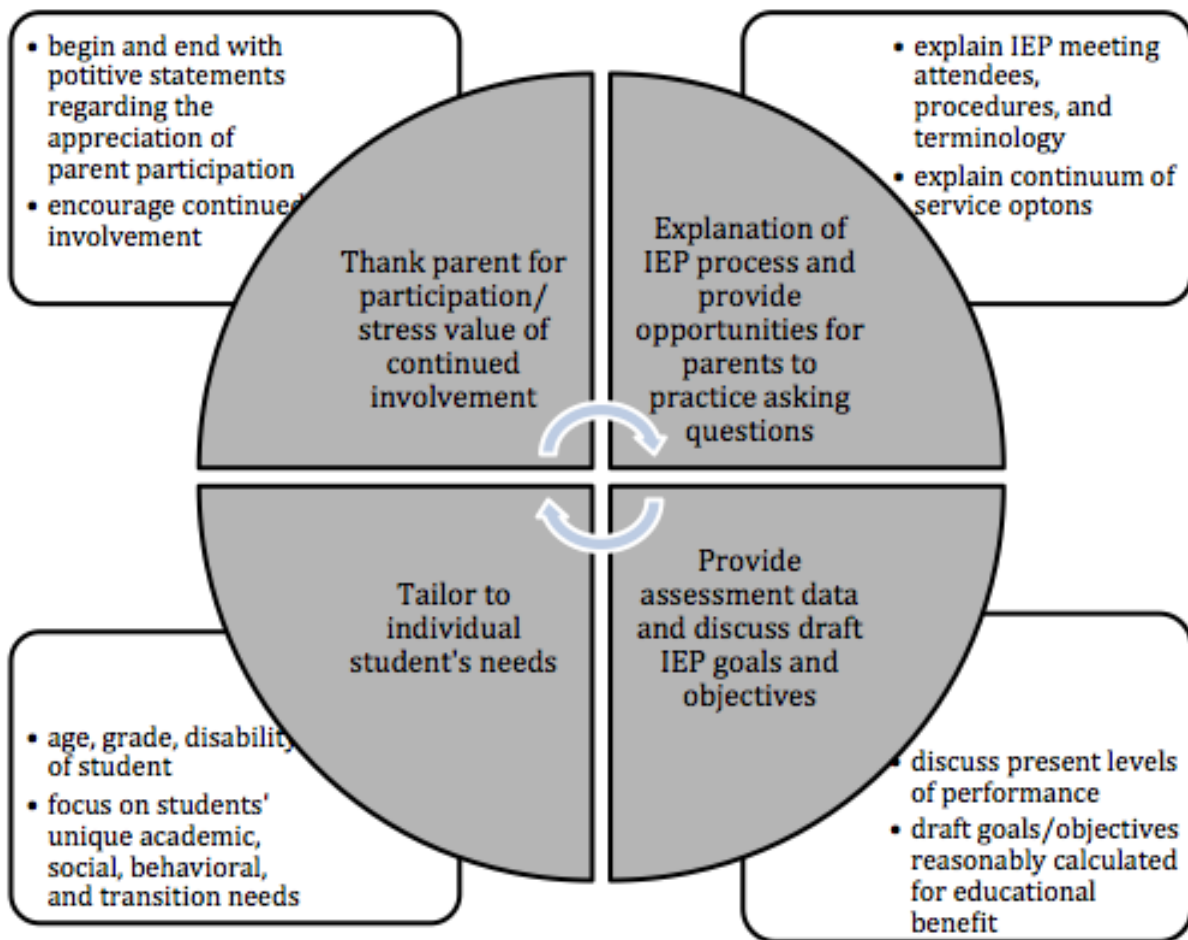 • begin and end with
potitive statements
regarding the
appreciation of
parent participation
• encourage continued
involvement
Thank parent for
participation/
stress value of
continued
involvement
• explain IEP meeting
attendees,
procedures, and
terminology
• explain continuum of
service optons
Explanation of
IEP process and
provide
opportunities for
parents to
practice asking
questions
Tailor to
individual
student's needs
• age, grade, disability
of student
• focus on students'
unique academic,
social, behavioral,
and transition needs
Provide
assessment data
and discuss draft
IEP goals and
objectives
• discuss present levels
of performance
• draft goals/objectives
reasonably calculated
for educational
benefit